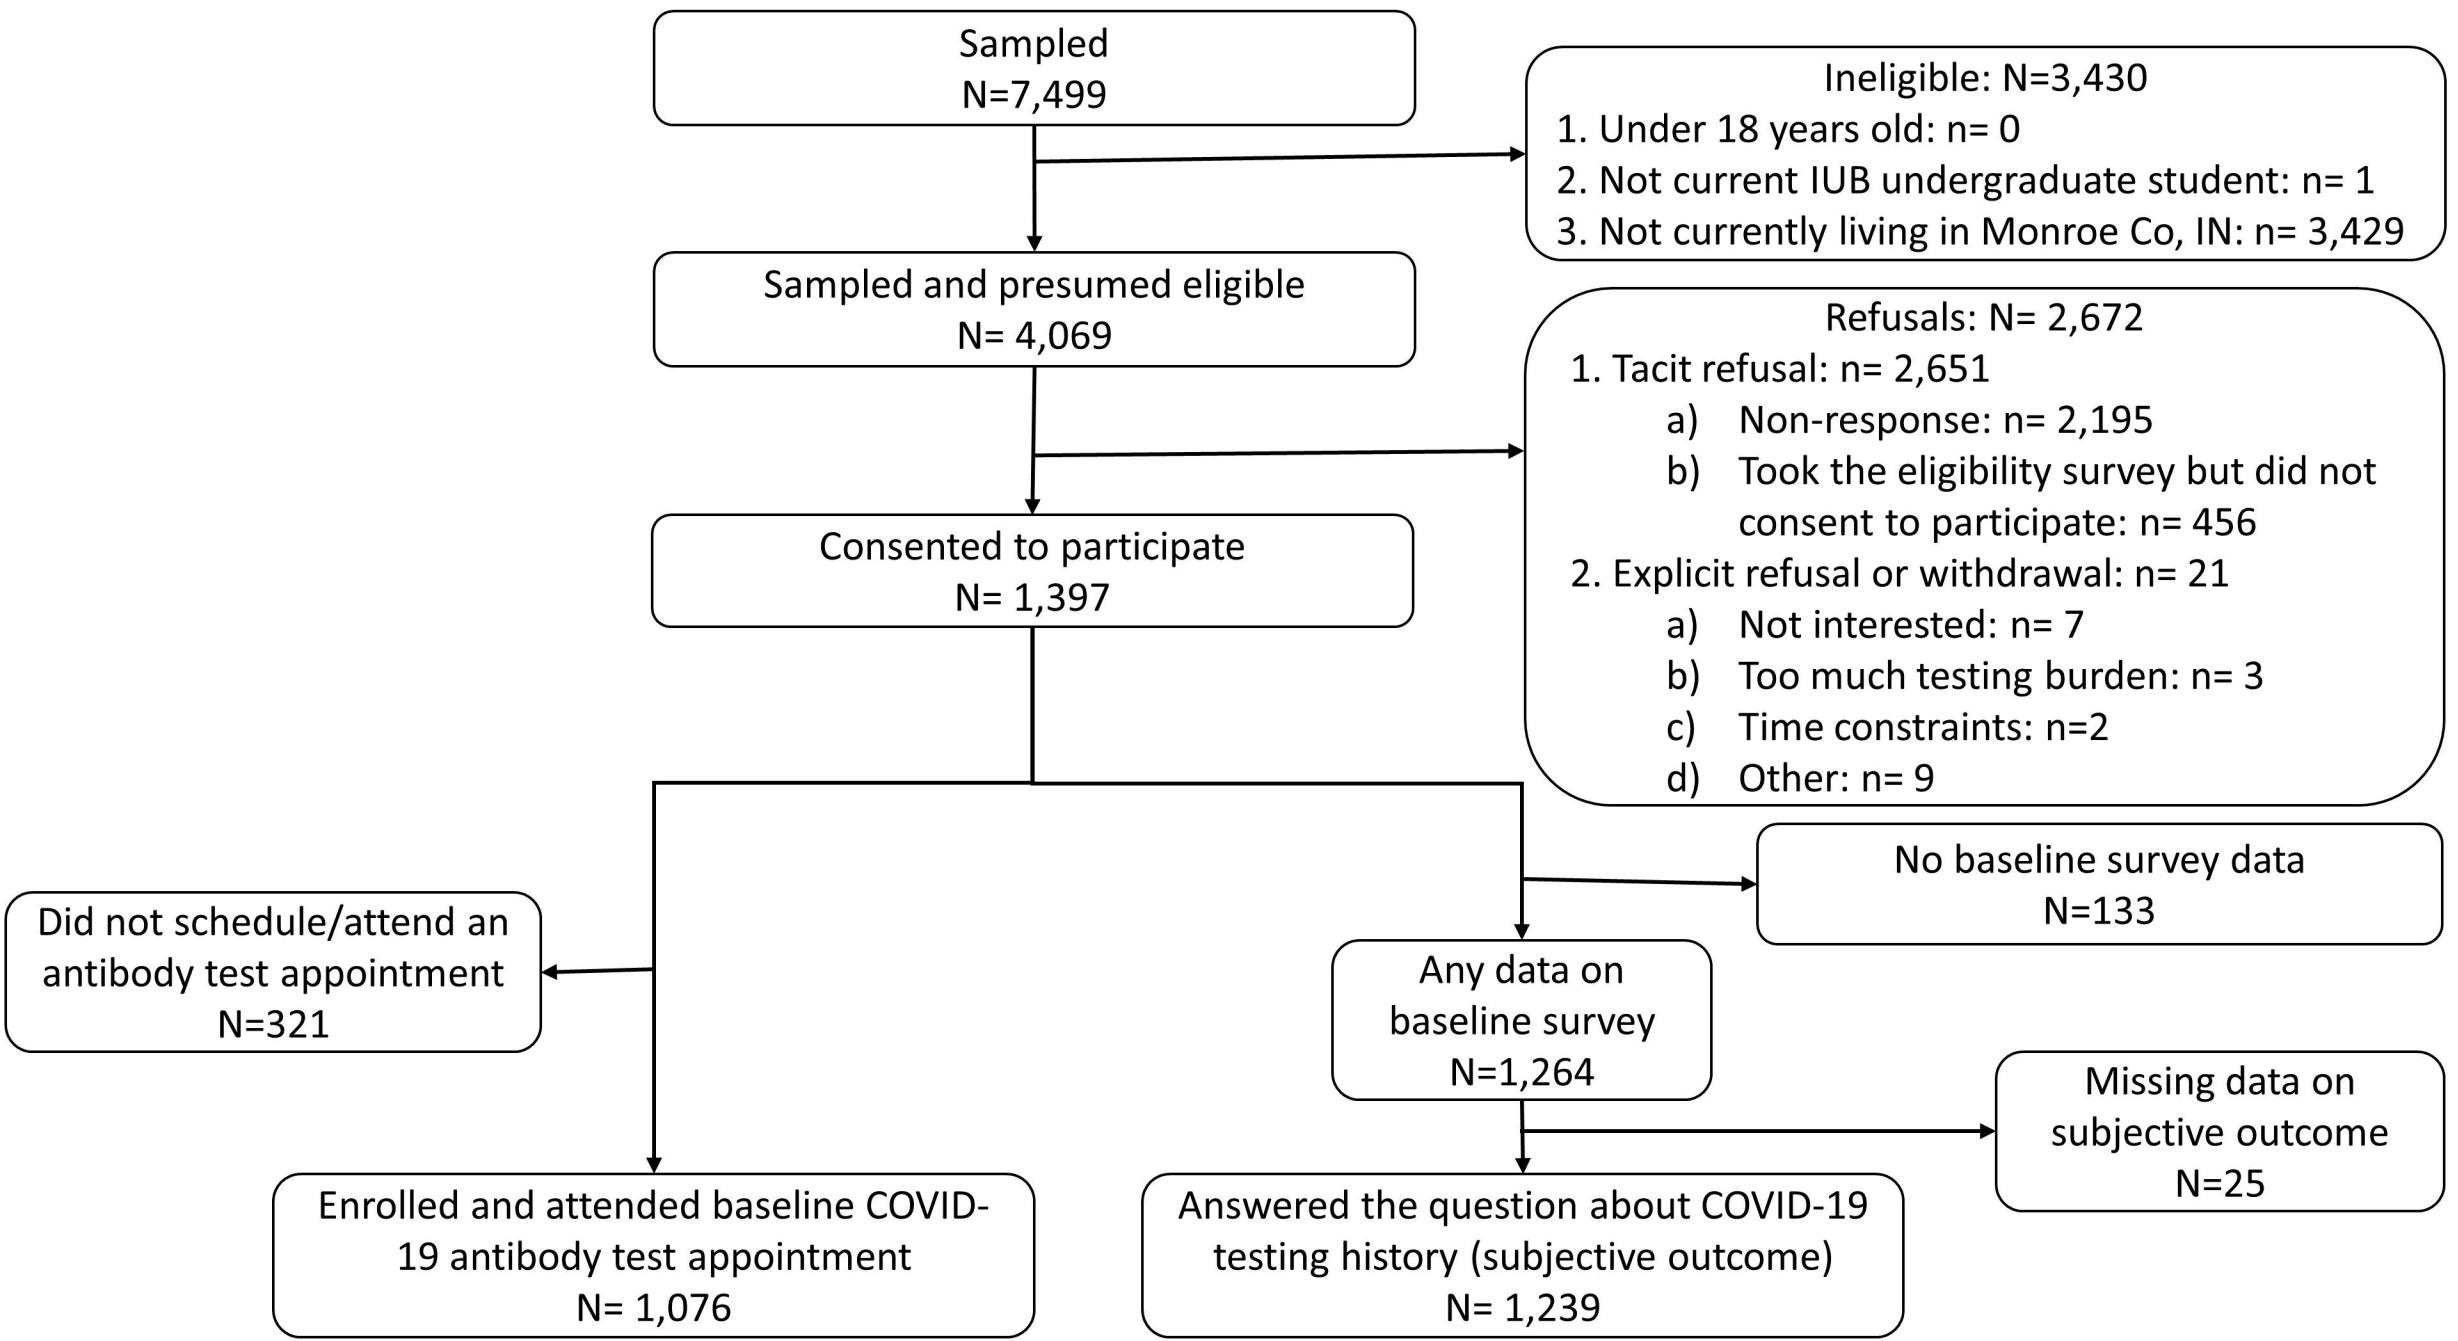 Sampled
N=7,499
Ineligible: N=3,430
1. Under 18 years old: n= 0
2. Not current IUB undergraduate student: n= 1
3. Not currently living in Monroe Co, IN: n= 3,429
Sampled and presumed eligible
N= 4,069
Refusals: N= 2,672
1. Tacit refusal: n= 2,651
a) Non-response: n= 2,195
b) Took the eligibility survey but did not
consent to participate: n= 456
2. Explicit refusal or withdrawal: n= 21
a) Not interested: n= 7
b) Too much testing burden: n= 3
c) Time constraints: n=2
d) Other: n= 9
Consented to participate
N= 1,397
No baseline survey data
N=133
Did not schedule/attend an
antibody test appointment
N=321
Any data on
baseline survey
N=1,264
Missing data on
subjective outcome
N=25
Enrolled and attended baseline COVID-
19 antibody test appointment
N= 1,076
Answered the question about COVID-19
testing history (subjective outcome)
N= 1,239